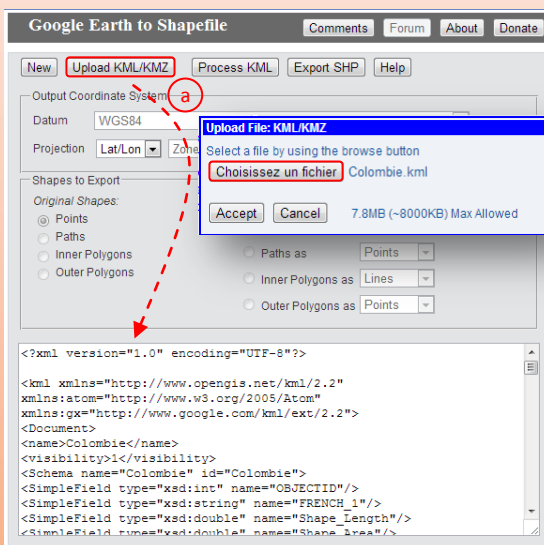 Google Earth to Shapefile
Comments Forum About Donate
New Upload KML/KMZ Process KML Export SHP Help
a
Output Coordinate System
Datum WGS84
Projection Lat/Lon Zone
Upload File: KML/KMZ
Select a file by using the browse button
Choisissez un fichier Colombie.kml
Accept Cancel 7.8MB (~8000KB) Max Allowed
Shapes to Export
Original Shapes:
Points
Paths
Inner Polygons
Outer Polygons
Paths as Points
Inner Polygons as Lines
Outer Polygons as Points
<?xml version="1.0" encoding="UTF-8"?>
<kml xmlns="http://www.opengis.net/kml/2.2"
xmlns:atom="http://www.w3.org/2005/Atom"
xmlns:gx="http://www.google.com/kml/ext/2.2">
<Document>
<name>Colombie</name>
<visibility>1</visibility>
<Schema name="Colombie" id="Colombie">
<SimpleField type="xsd:int" name="OBJECTID"/>
<SimpleField type="xsd:string" name="FRENCH_1"/>
<SimpleField type="xsd:double" name="Shape_Length"/>
<SimpleField type="xsd:double" name="Shape_Area"/>